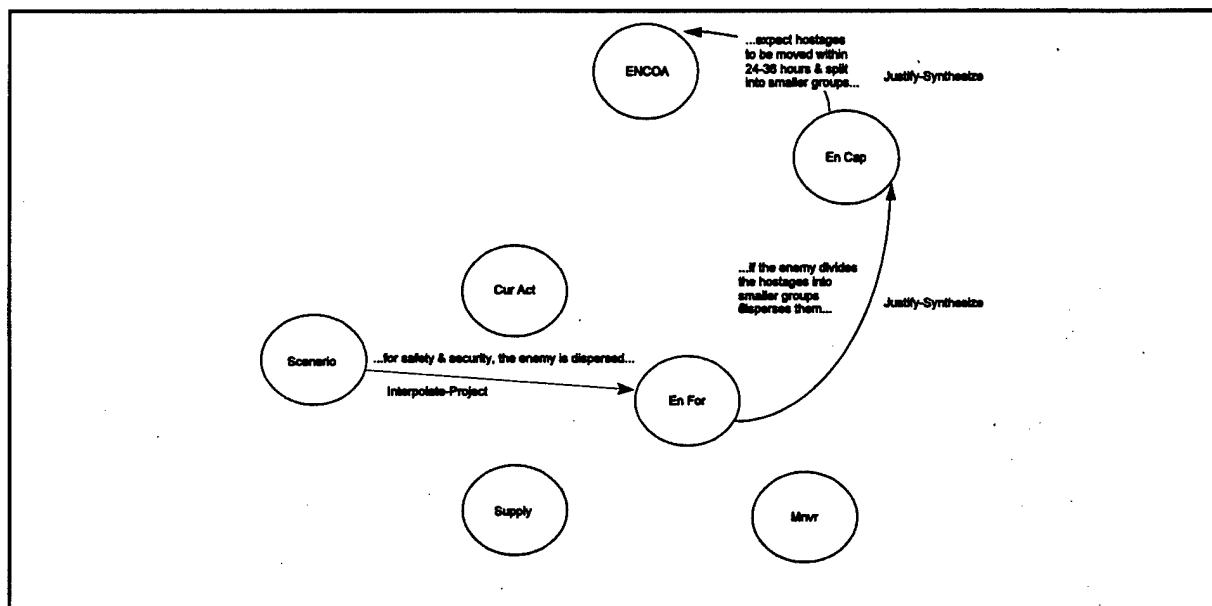 ...expect hostages
to be moved within
24-36 hours & split
into smaller groups...
ENCOA
Justify-Synthesize
En Cap
...if the enemy divides
the hostages into
smaller groups
disperses them...
Justify-Synthesize
Cur Act
Scenario
...for safety & security, the enemy is dispersed...
Interpolate-Project
En For
Supply
Mnvr